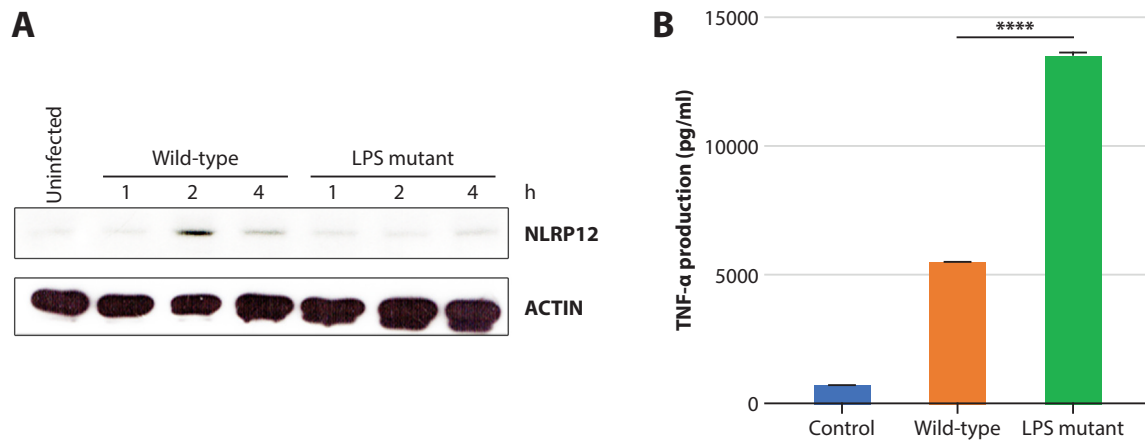 A
Uninfected
Wild-type LPS mutant
1 2 4 1 2 4 h
NLRP12
ACTIN
B
TNF-α production (pg/ml)
15000
10000
5000
0
****
Control Wild-type LPS mutant